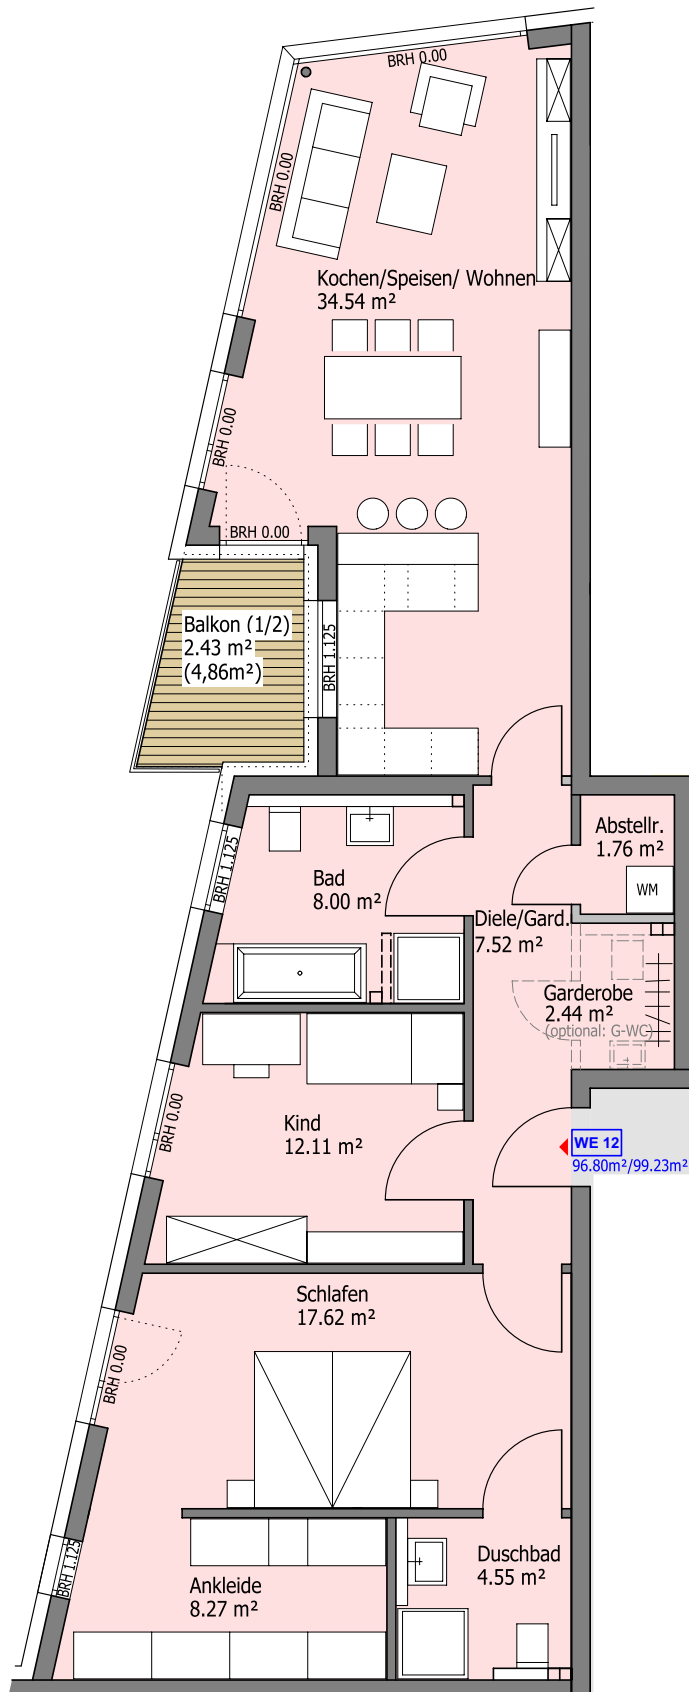 BRH 0.00
BRH 0.00
Kochen/Speisen/ Wohnen
34.54 m²
BRH 0.00
BRH 0.00
Balkon (1/2)
2.43 m²
(4,86m²)
BRH 1.125
Abstellr.
1.76 m²
WM
BRH 1.125
Bad
8.00 m²
Diele/Gard.
7.52 m²
Garderobe
2.44 m²
(optional: G-WC)
BRH 0.00
Kind
12.11 m²
WE 12
96.80m²/99.23m²
Schlafen
17.62 m²
BRH 0.00
BRH 1.125
Ankleide
8.27 m²
Duschbad
4.55 m²